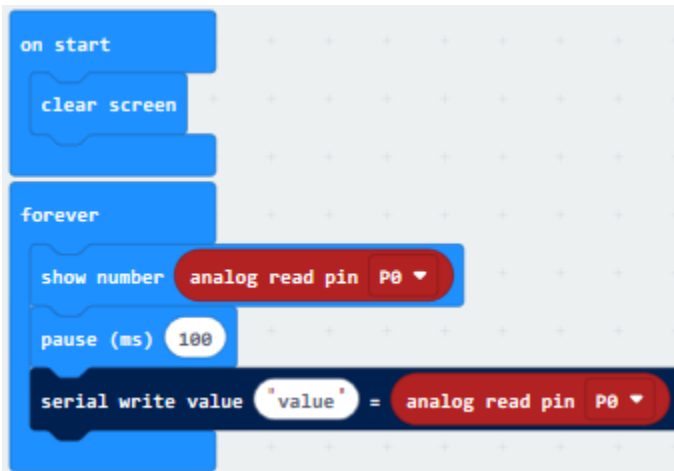 on start
clear screen
forever
show number analog read pin P0
pause (ms) 100
serial write value "value" = analog read pin P0